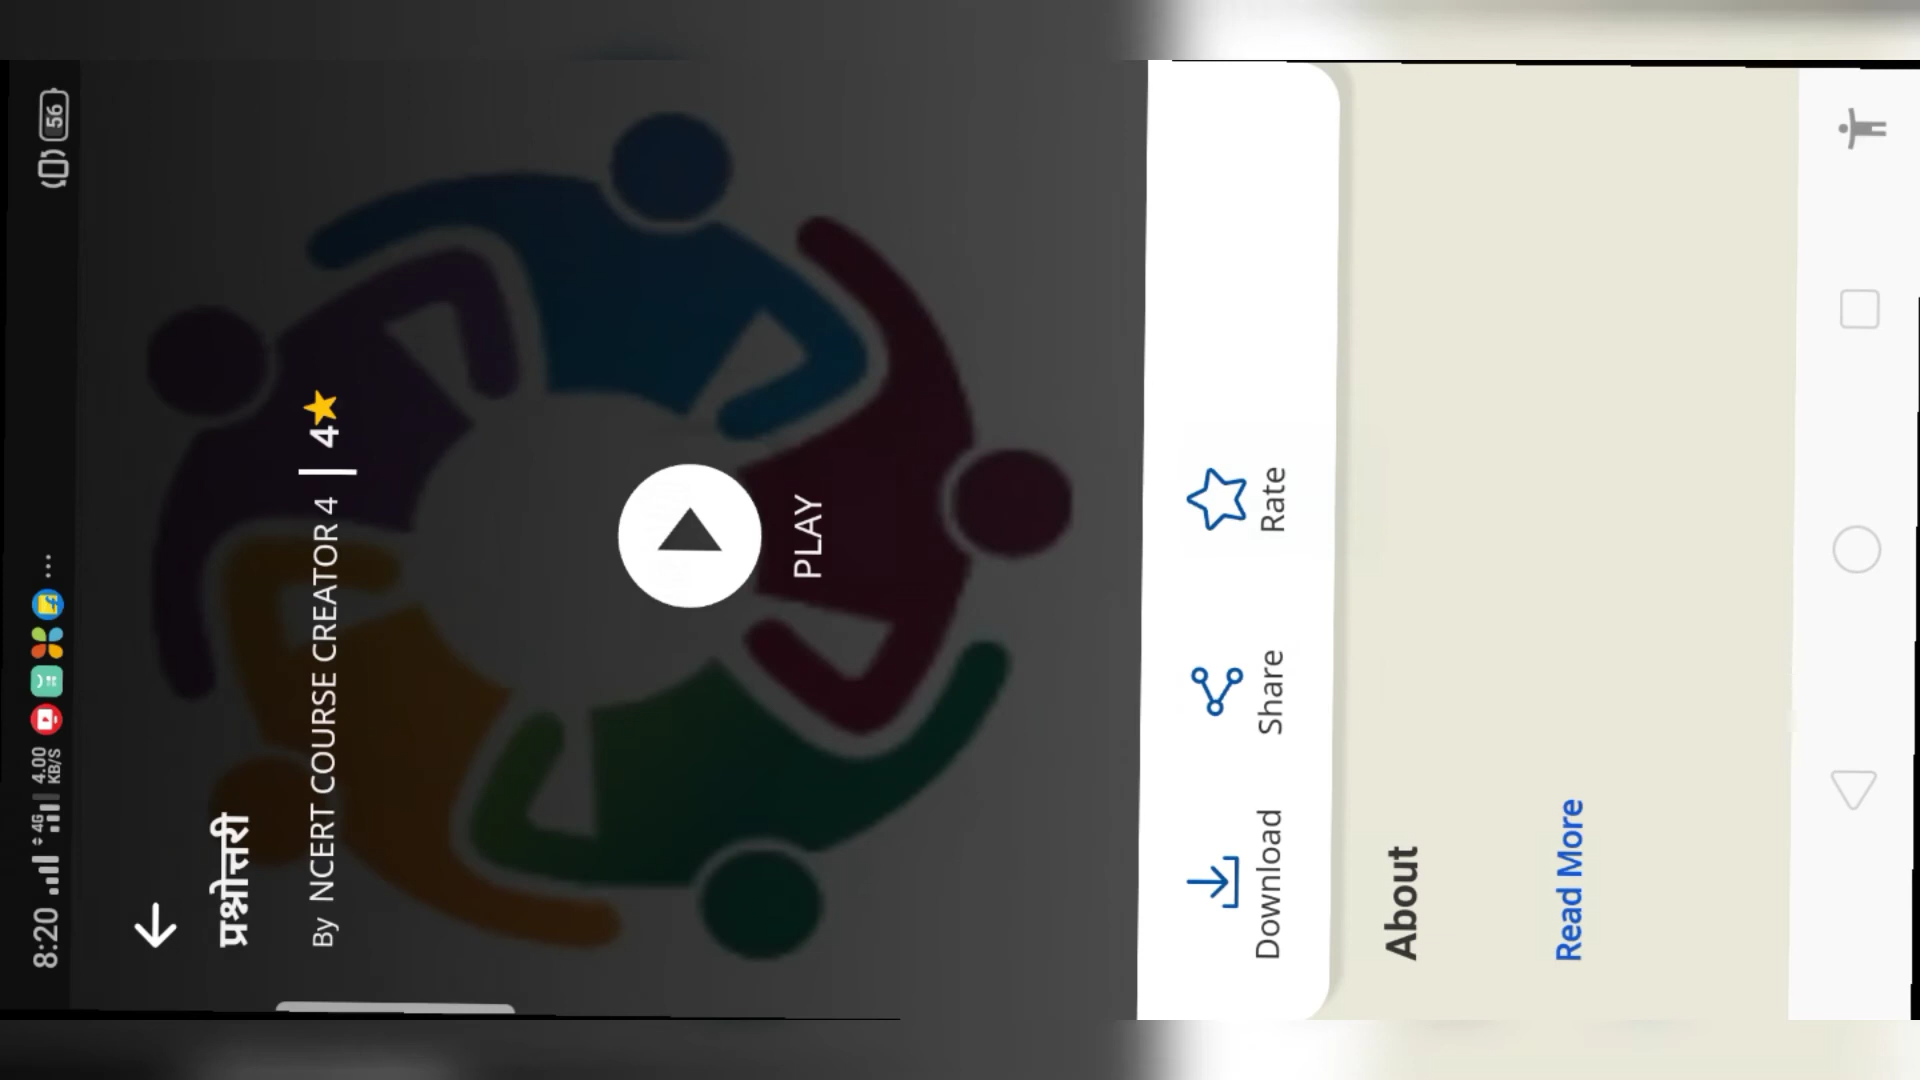 8:20 4G 4.00 KB/S ... 56
प्रश्नोत्तरी
By NCERT COURSE CREATOR 4 | 4
PLAY
Download Share Rate
About
Read More